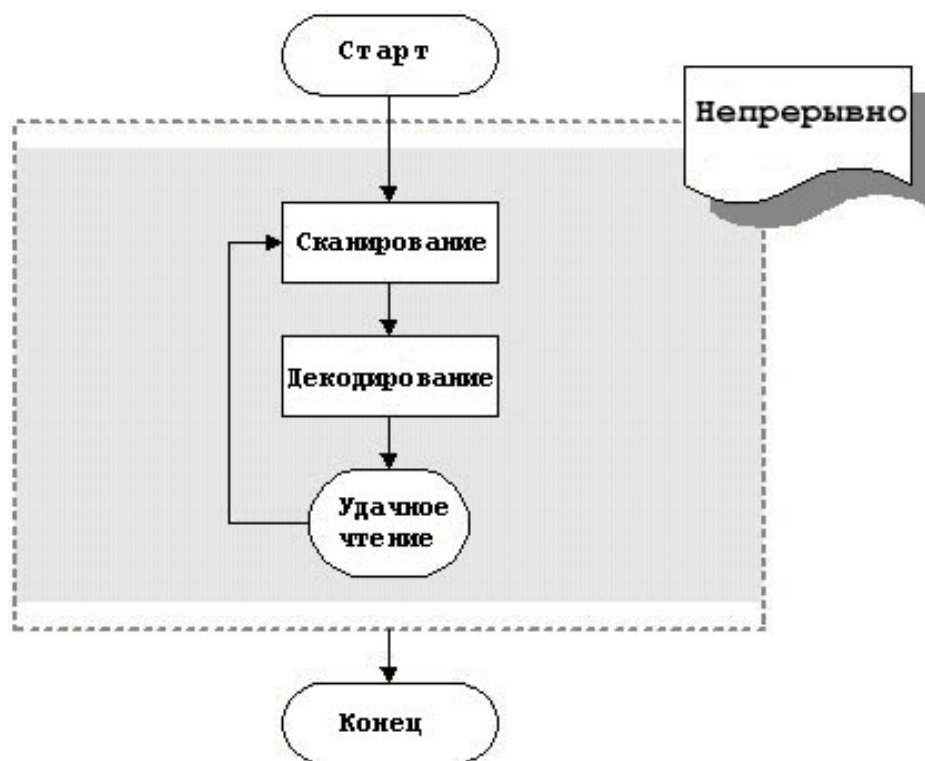 Старт
Непрерывно
Сканирование
Декодирование
Удачное
чтение
Конец